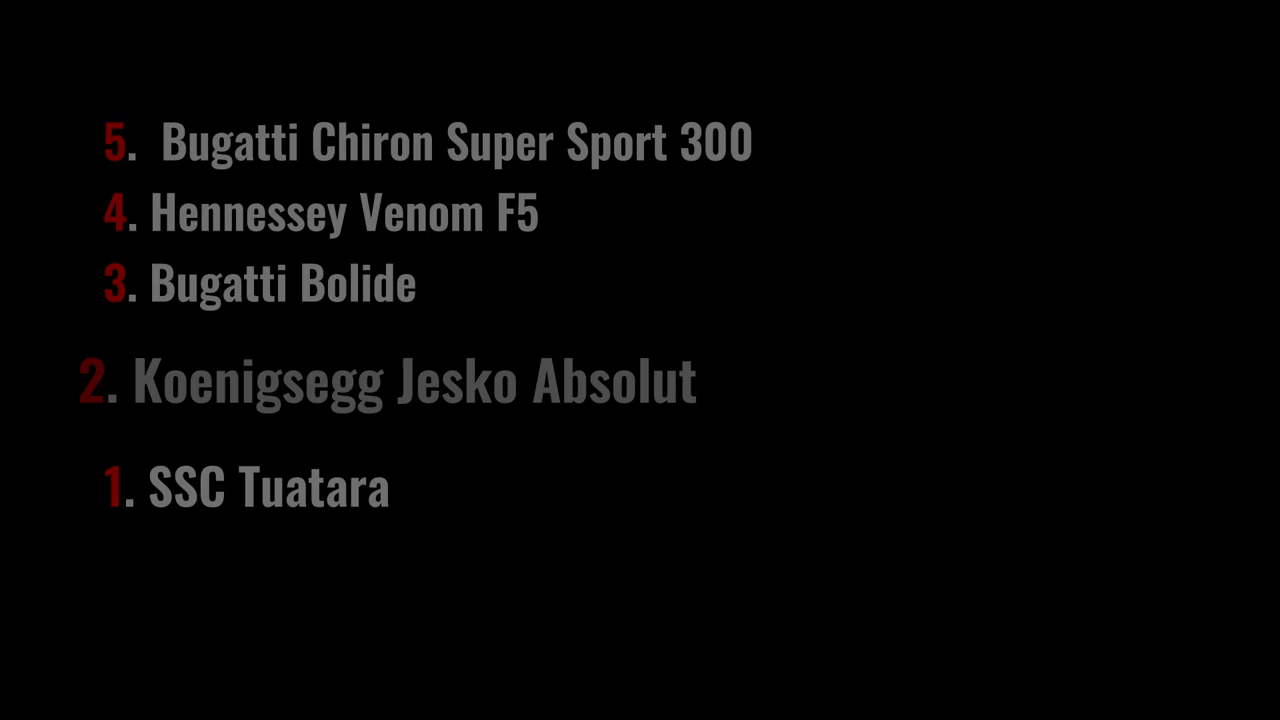 5. Bugatti Chiron Super Sport 300
4. Hennessey Venom F5
3. Bugatti Bolide
2. Koenigsegg Jesko Absolut
1. SSC Tuatara